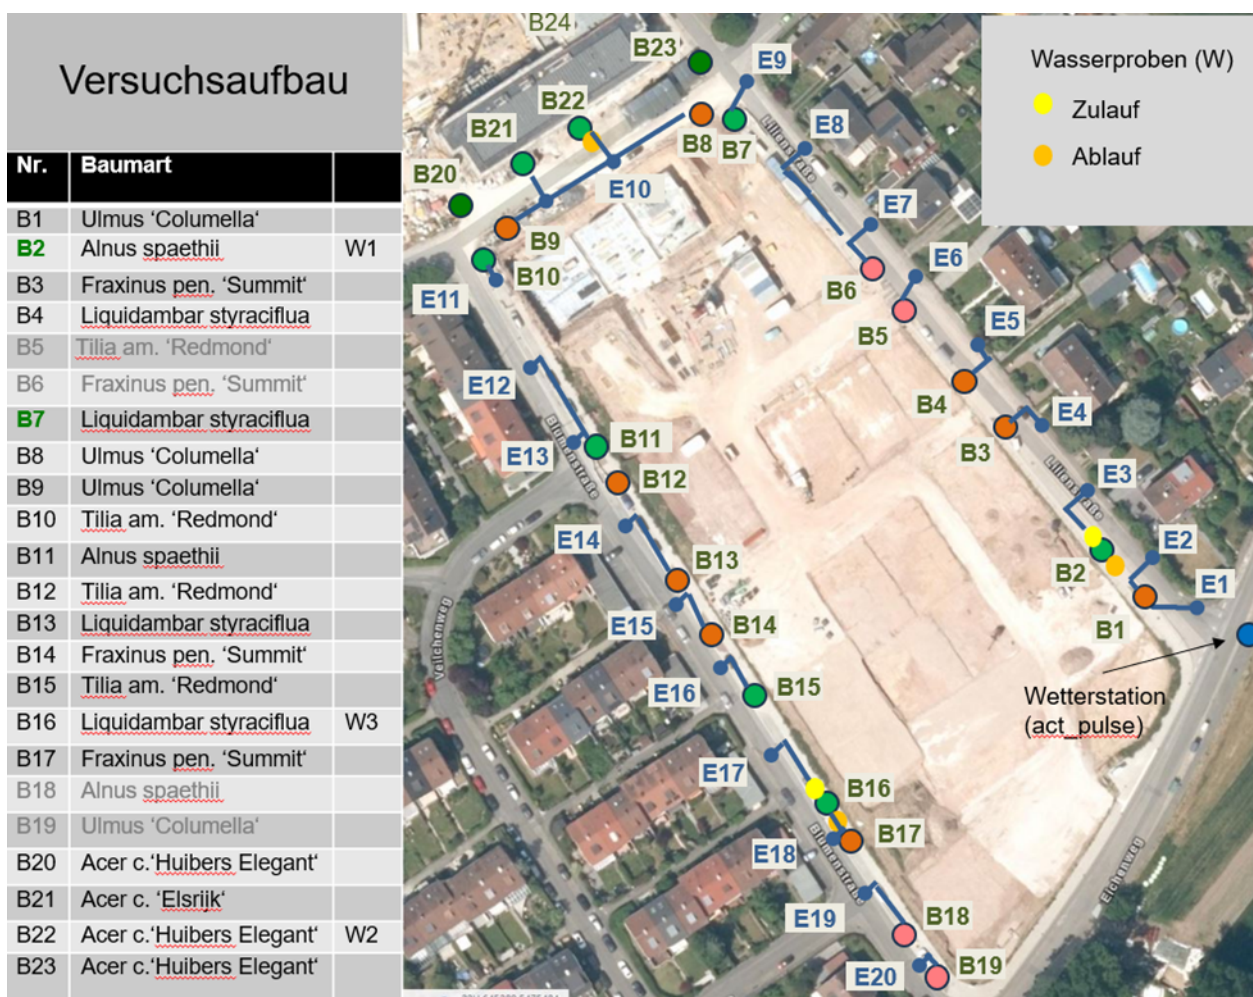 Versuchsaufbau
Nr. Baumart
B1 Ulmus ‘Columella‘
B2 Alnus spaethii W1
B3 Fraxinus pen. ‘Summit‘
B4 Liquidambar styraciflua
B5 Tilia am. ‘Redmond‘
B6 Fraxinus pen. ‘Summit‘
B7 Liquidambar styraciflua
B8 Ulmus ‘Columella‘
B9 Ulmus ‘Columella‘
B10 Tilia am. ‘Redmond‘
B11 Alnus spaethii
B12 Tilia am. ‘Redmond‘
B13 Liquidambar styraciflua
B14 Fraxinus pen. ‘Summit‘
B15 Tilia am. ‘Redmond‘
B16 Liquidambar styraciflua W3
B17 Fraxinus pen. ‘Summit‘
B18 Alnus spaethii
B19 Ulmus ‘Columella‘
B20 Acer c.‘Huibers Elegant‘
B21 Acer c. ‘Elsrijk‘
B22 Acer c.‘Huibers Elegant‘ W2
B23 Acer c.‘Huibers Elegant‘
Wasserproben (W)
Zulauf
Ablauf
B24
B23
E9
B22
B21
B8
B7
E8
Lilienstraße
B20
E10
E7
B9
B10
B6
E6
E11
B5
E5
E12
B4
E4
B11
B3
E13
Blumenstraße
B12
E3
Lilienstraße
E14
B2
E2
B13
E1
B1
E15
B14
Veilchenweg
E16
B15
Wetterstation
(act_pulse)
E17
B16
B17
E18
Blumenstraße
Eichenweg
E19
B18
E20
B19